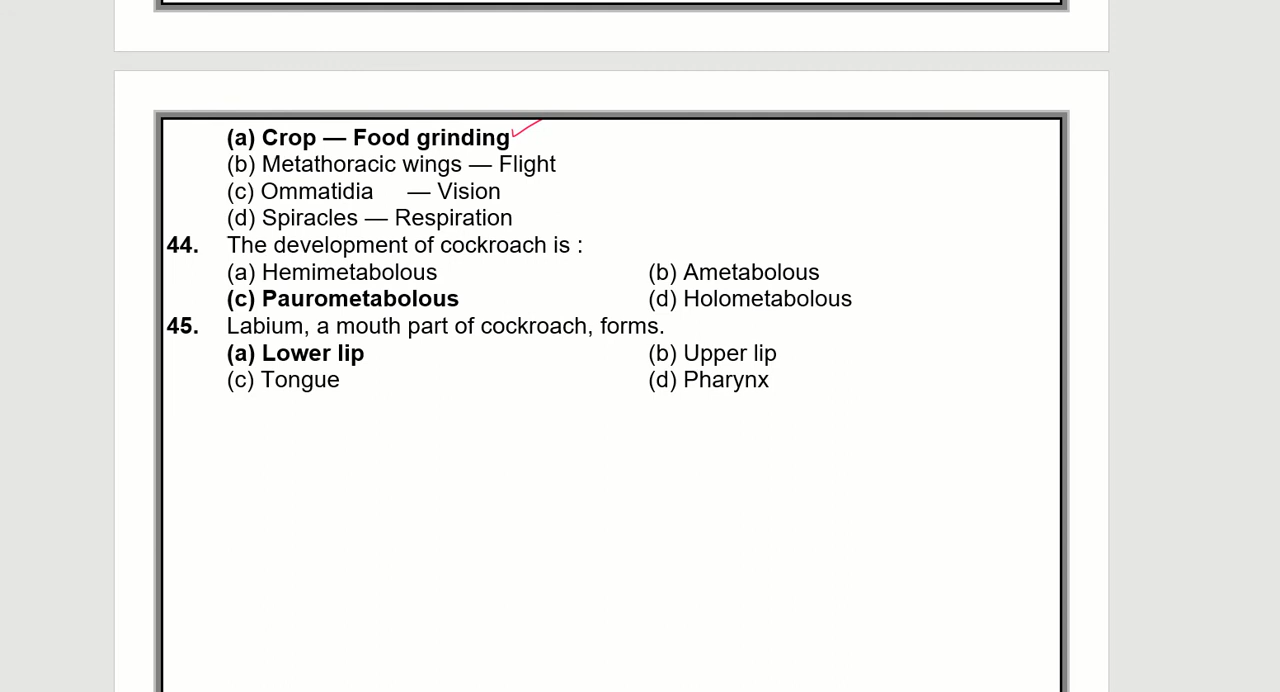 (a) Crop — Food grinding
(b) Metathoracic wings — Flight
(c) Ommatidia — Vision
(d) Spiracles — Respiration
44. The development of cockroach is :
(a) Hemimetabolous (b) Ametabolous
(c) Paurometabolous (d) Holometabolous
45. Labium, a mouth part of cockroach, forms.
(a) Lower lip (b) Upper lip
(c) Tongue (d) Pharynx